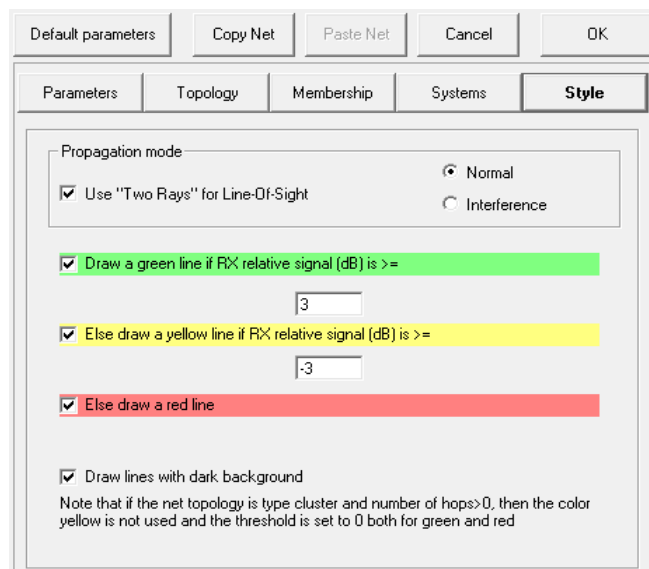 Default parameters Copy Net Paste Net Cancel OK
Parameters Topology Membership Systems Style
Propagation mode
Use "Two Rays" for Line-Of-Sight
Normal
Interference
Draw a green line if RX relative signal (dB) is >=
3
Else draw a yellow line if RX relative signal (dB) is >=
-3
Else draw a red line
Draw lines with dark background
Note that if the net topology is type cluster and number of hops>0, then the color
yellow is not used and the threshold is set to 0 both for green and red